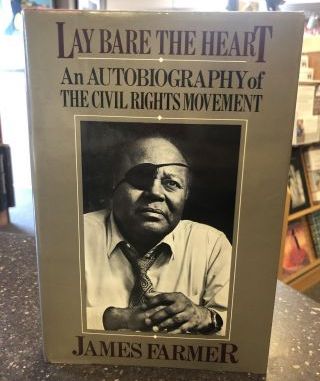 LAY BARE THE HEART
An AUTOBIOGRAPHY of
THE CIVIL RIGHTS MOVEMENT
JAMES FARMER